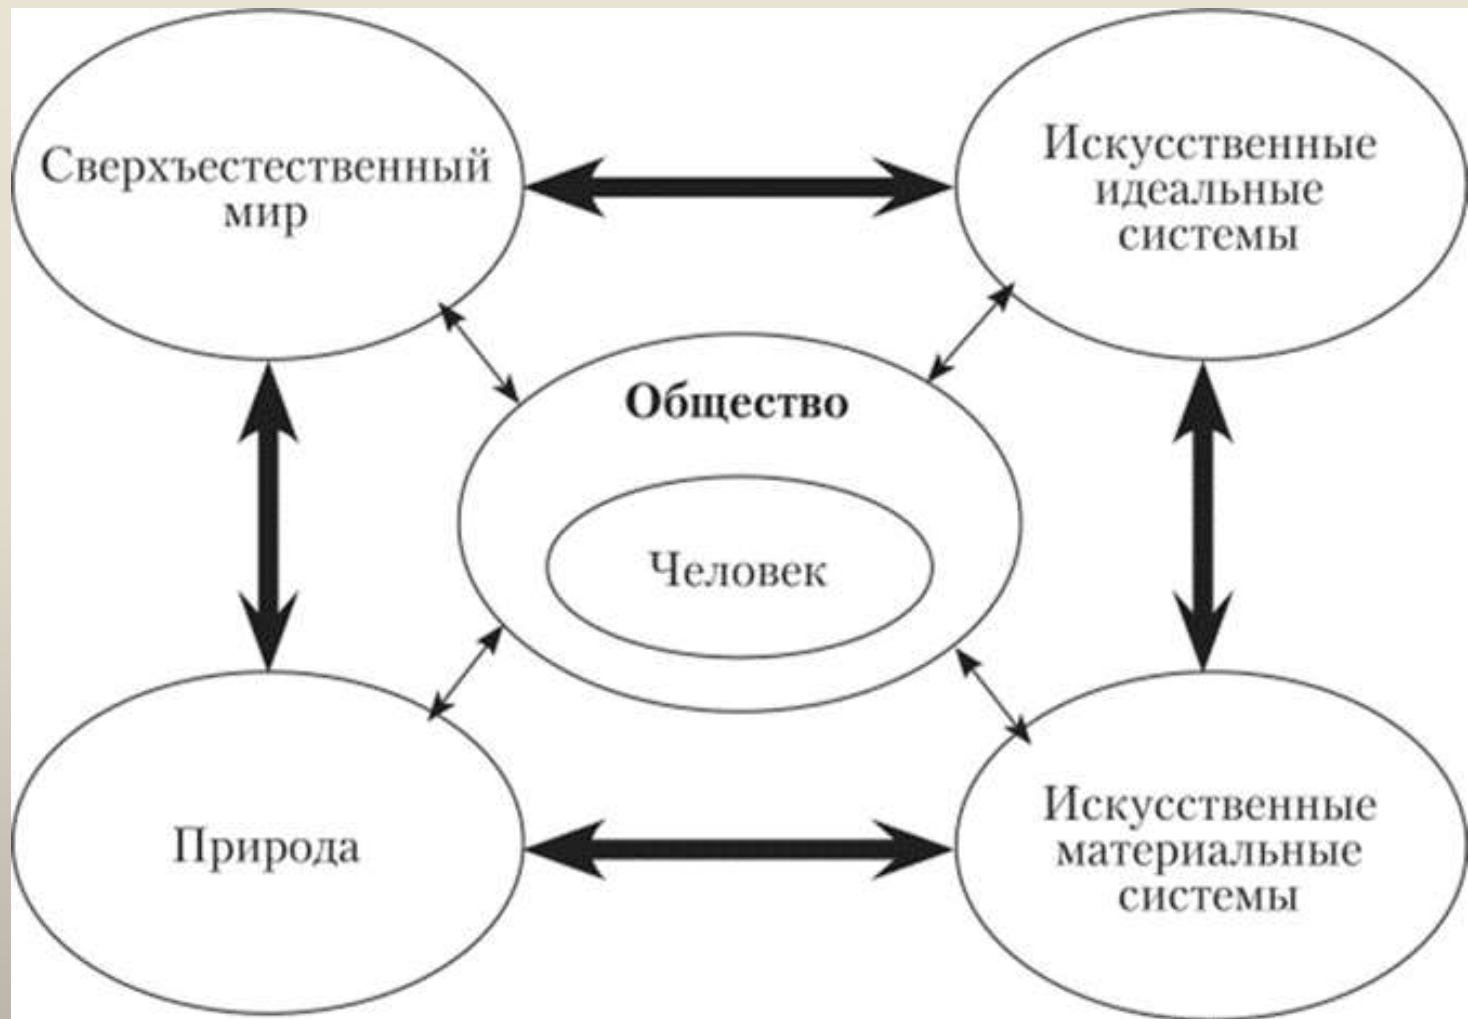 Сверхъестественный
мир
Искусственные
идеальные
системы
Общество
Человек
Природа
Искусственные
материальные
системы